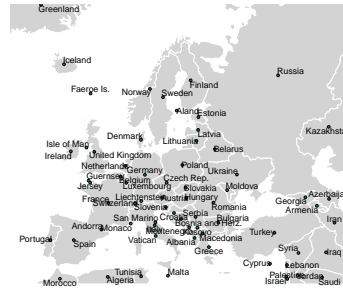 Greenland
Iceland
Faeroe Is.
Norway
Sweden
Finland
Russia
Aland
Estonia
Latvia
Lithuania
Denmark
Belarus
Isle of Man
Ireland
United Kingdom
Netherlands
Poland
Guernsey
Belgium
Germany
Jersey
Luxembourg
Czech Rep.
Ukraine
Kazakhst
France
Switzerland
Liechtenstein
Austria
Slovakia
Hungary
Moldova
Slovenia
Romania
Andorra
Monaco
San Marino
Croatia
Serbia
Bosnia and Herz.
Bulgaria
Georgia
Azerbaija
Armenia
Portugal
Spain
Vatican
Montenegro
Kosovo
Albania
Macedonia
Greece
Turkey
Iran
Syria
Iraq
Cyprus
Lebanon
Israel
Jordan
Saudi
Malta
Tunisia
Algeria
Morocco